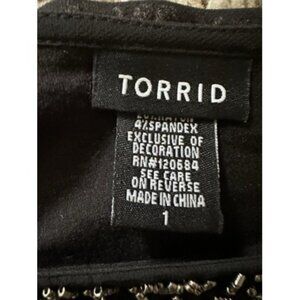 TORRID
4%SPANDEX
EXCLUSIVE OF
DECORATION
RN#120684
SEE CARE
ON REVERSE
MADE IN CHINA
1